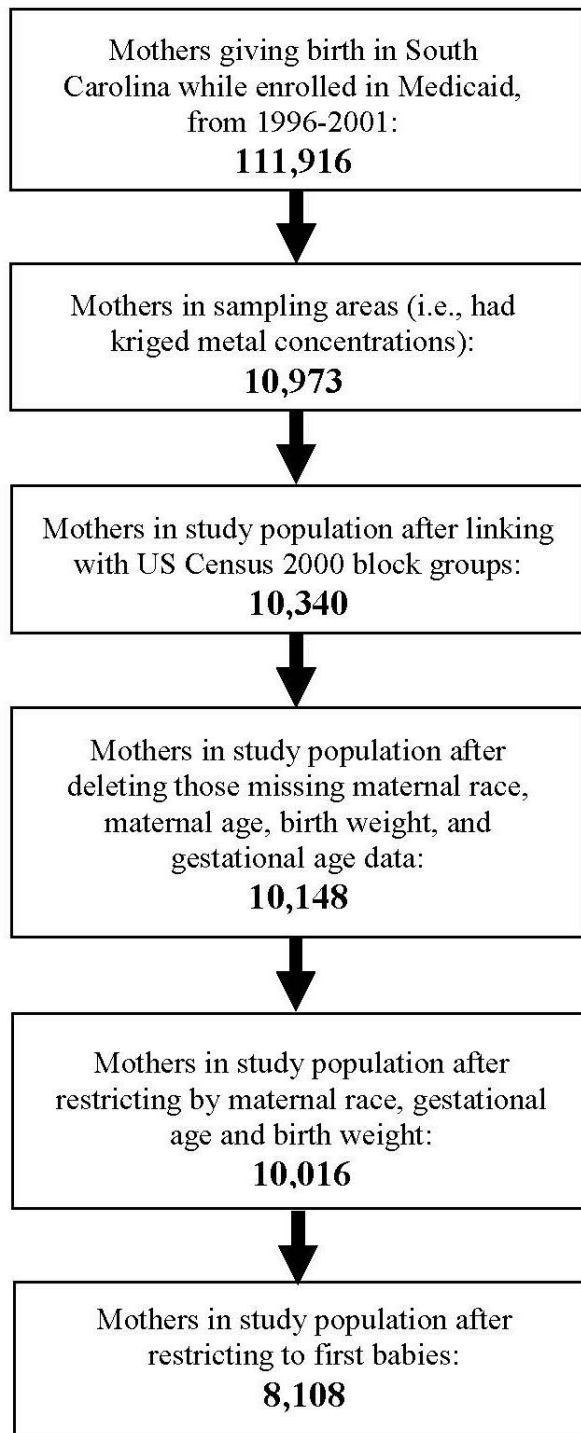 Mothers giving birth in South
Carolina while enrolled in Medicaid,
from 1996-2001:
111,916
Mothers in sampling areas (i.e., had
kriged metal concentrations):
10,973
Mothers in study population after linking
with US Census 2000 block groups:
10,340
Mothers in study population after
deleting those missing maternal race,
maternal age, birth weight, and
gestational age data:
10,148
Mothers in study population after
restricting by maternal race, gestational
age and birth weight:
10,016
Mothers in study population after
restricting to first babies:
8,108